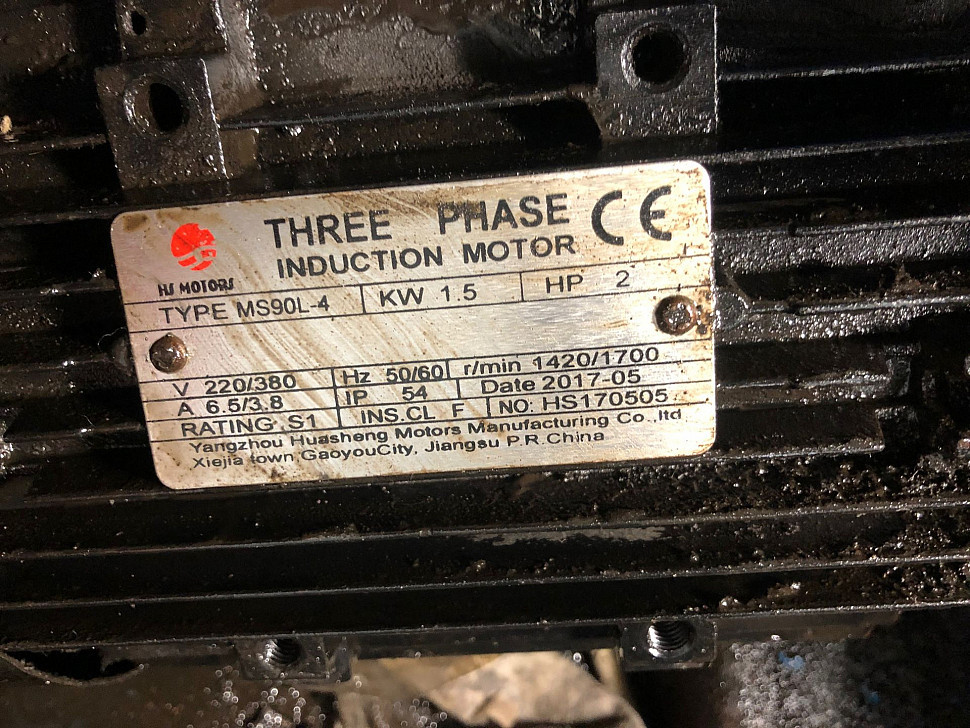 THREE PHASE CE
INDUCTION MOTOR
HJ MOTORS
TYPE MS90L-4 KW 1.5 HP 2
V 220/380 Hz 50/60 r/min 1420/1700
A 6.5/3.8 IP 54 Date 2017-05
RATING S1 INS.CL F NO: HS170505
Yangzhou Huasheng Motors Manufacturing Co.,ltd
Xiejia town GaoyouCity, Jiangsu P.R.China